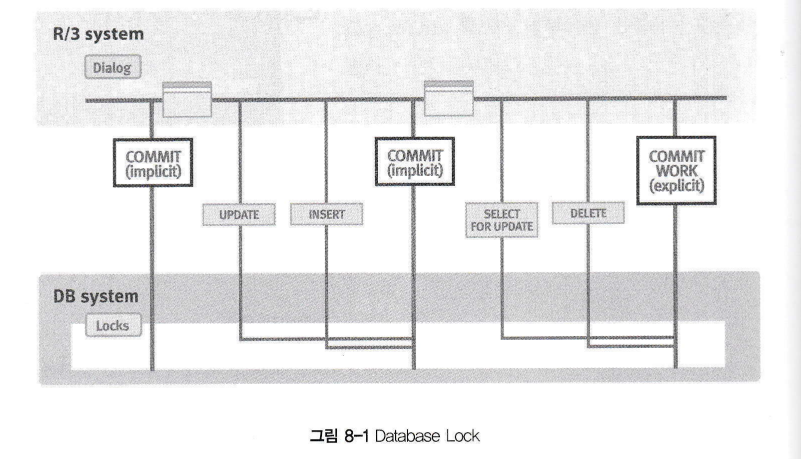 R/3 system
Dialog
COMMIT
(implicit)
COMMIT
(implicit)
COMMIT
WORK
(explicit)
UPDATE
INSERT
SELECT
FOR UPDATE
DELETE
DB system
Locks
그림 8-1 Database Lock